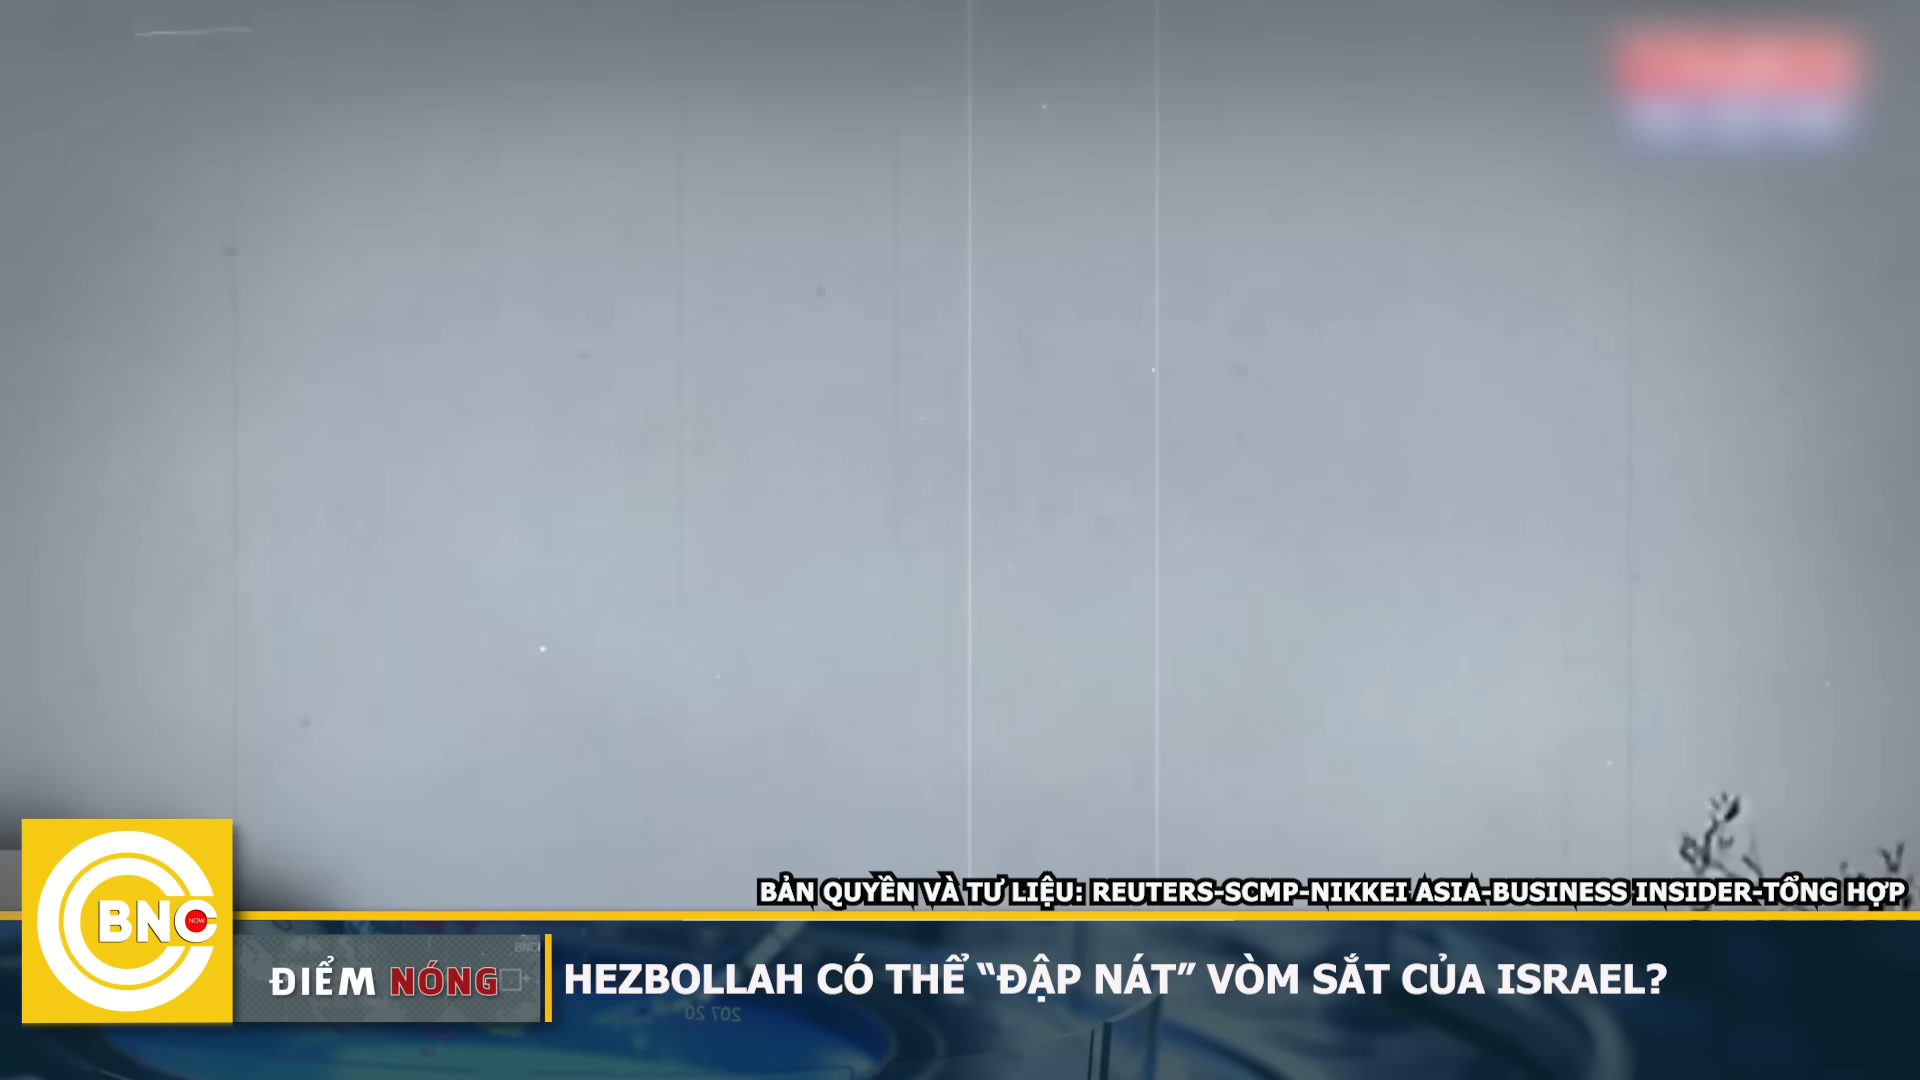 BẢN QUYỀN VÀ TƯ LIỆU: REUTERS-SCMP-NIKKEI ASIA-BUSINESS INSIDER-TỔNG HỢP
BNC
NOW
ĐIỂM NÓNG
HEZBOLLAH CÓ THỂ “ĐẬP NÁT” VÒM SẮT CỦA ISRAEL?